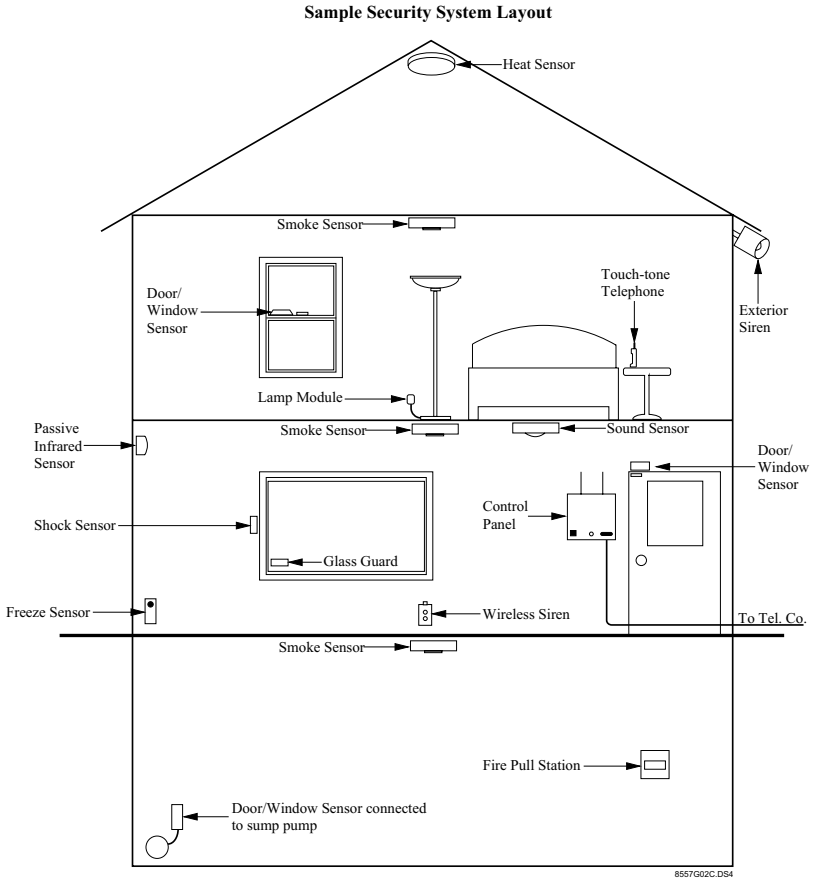 Sample Security System Layout
Heat Sensor
Smoke Sensor
Door/
Window
Sensor
Touch-tone
Telephone
Exterior
Siren
Lamp Module
Passive
Infrared
Sensor
Smoke Sensor
Sound Sensor
Door/
Window
Sensor
Shock Sensor
Control
Panel
Glass Guard
Freeze Sensor
Wireless Siren
To Tel. Co.
Smoke Sensor
Fire Pull Station
Door/Window Sensor connected
to sump pump
8557G02C.DS4